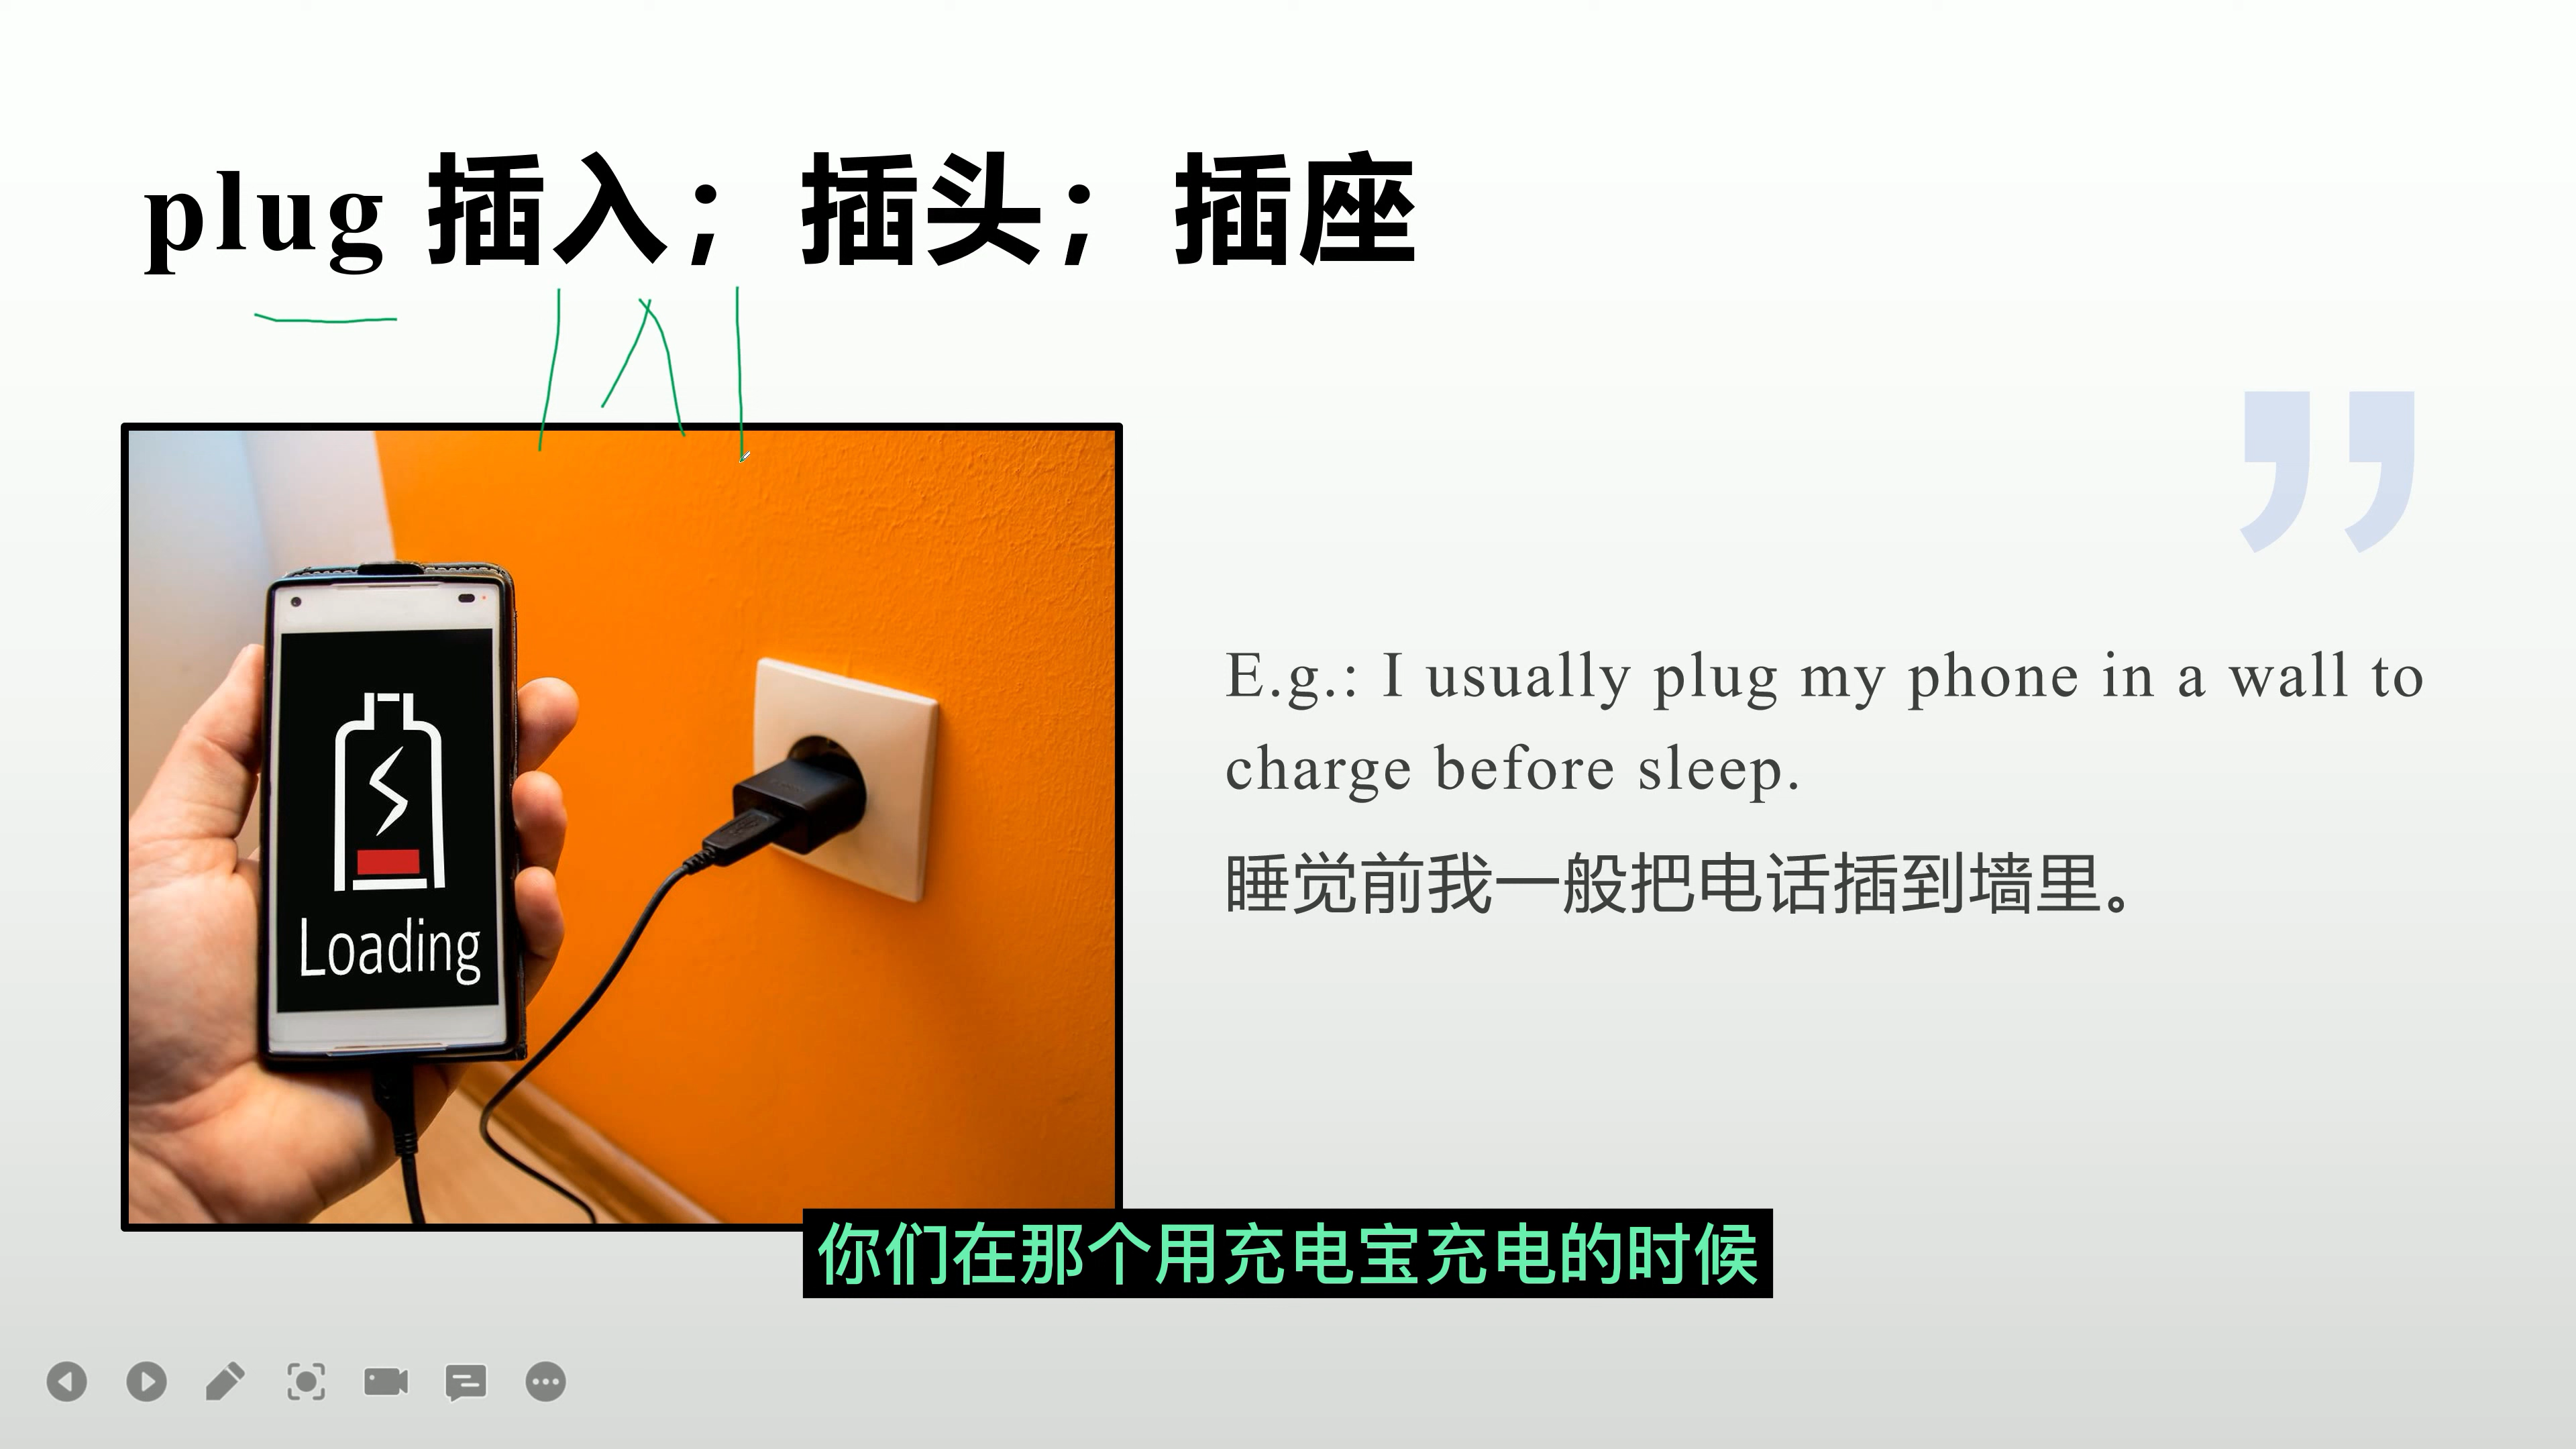 plug 插入；插头；插座
Loading
E.g.: I usually plug my phone in a wall to
charge before sleep.
睡觉前我一般把电话插到墙里。
你们在那个用充电宝充电的时候